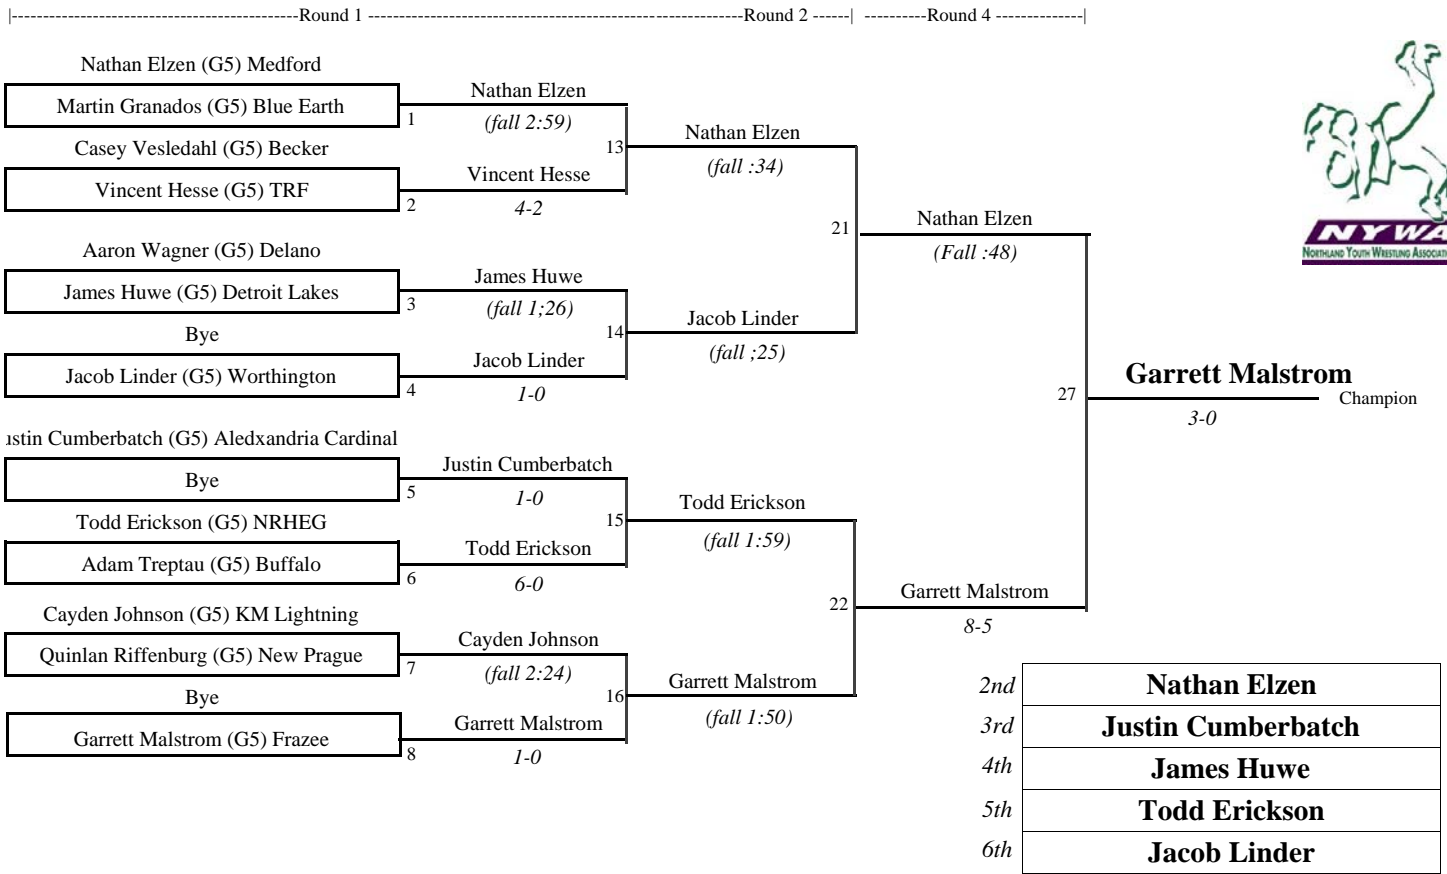 |----------------------------------------------Round 1 ------------------------------------------------------------Round 2 ------| ----------Round 4 --------------|
Nathan Elzen (G5) Medford
Martin Granados (G5) Blue Earth
1
Nathan Elzen
(fall 2:59)
Casey Vesledahl (G5) Becker
Vincent Hesse (G5) TRF
2
Vincent Hesse
4-2
13
Nathan Elzen
(fall :34)
Aaron Wagner (G5) Delano
James Huwe (G5) Detroit Lakes
3
James Huwe
(fall 1;26)
Bye
Jacob Linder (G5) Worthington
4
Jacob Linder
1-0
14
Jacob Linder
(fall ;25)
21
Nathan Elzen
(Fall :48)
ustin Cumberbatch (G5) Aledxandria Cardinal
Bye
5
Justin Cumberbatch
1-0
Todd Erickson (G5) NRHEG
Adam Treptau (G5) Buffalo
6
Todd Erickson
6-0
15
Todd Erickson
(fall 1:59)
Cayden Johnson (G5) KM Lightning
Quinlan Riffenburg (G5) New Prague
7
Cayden Johnson
(fall 2:24)
Bye
Garrett Malstrom (G5) Frazee
8
Garrett Malstrom
1-0
16
Garrett Malstrom
(fall 1:50)
22
Garrett Malstrom
8-5
27
Garrett Malstrom
Champion
3-0
NYWA
NORTHLAND YOUTH WRESTLING ASSOCIAT
2nd Nathan Elzen
3rd Justin Cumberbatch
4th James Huwe
5th Todd Erickson
6th Jacob Linder